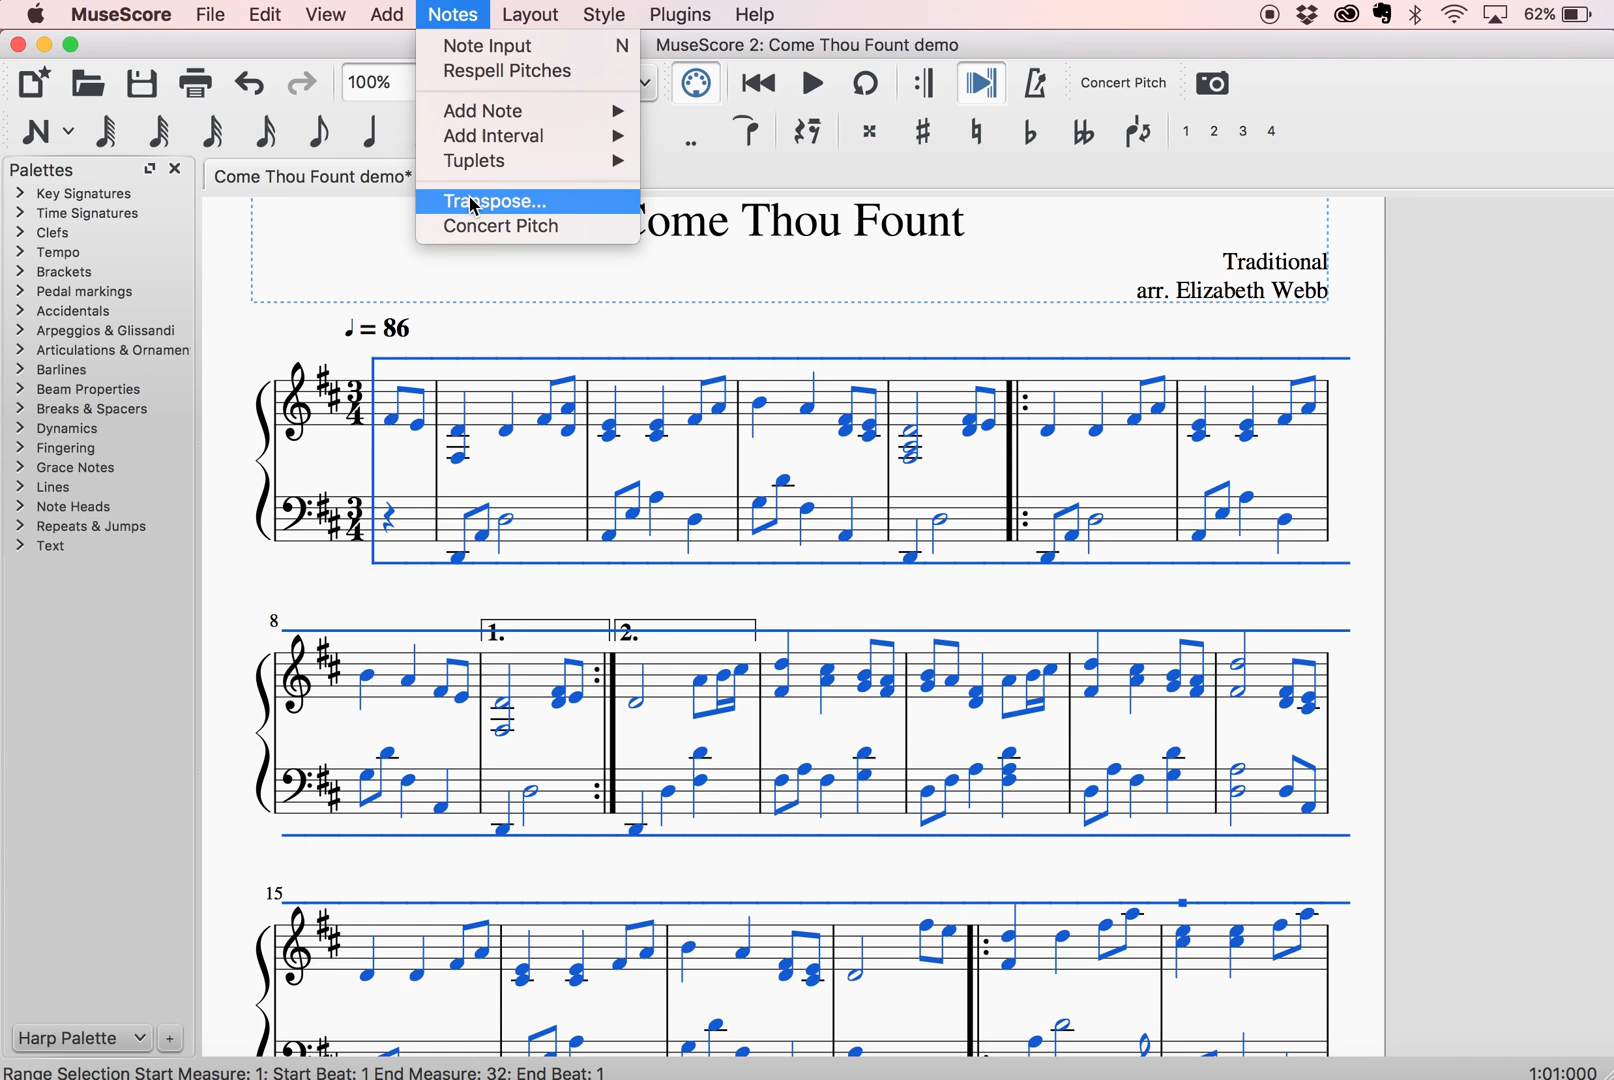 MuseScore File Edit View Add Notes Layout Style Plugins Help 62%
MuseScore 2: Come Thou Fount demo
Note Input N
Respell Pitches
Add Note
Add Interval
Tuplets
Transpose...
Concert Pitch
100%
Concert Pitch
1 2 3 4
Palettes
Key Signatures
Time Signatures
Clefs
Tempo
Brackets
Pedal markings
Accidentals
Arpeggios & Glissandi
Articulations & Ornamen
Barlines
Beam Properties
Breaks & Spacers
Dynamics
Fingering
Grace Notes
Lines
Note Heads
Repeats & Jumps
Text
Harp Palette
+
Come Thou Fount demo*
Come Thou Fount
Traditional
arr. Elizabeth Webb
♩ = 86
3
4
3
4
8
1. 2.
15
Range Selection Start Measure: 1; Start Beat: 1 End Measure: 32; End Beat: 1
1:01:000